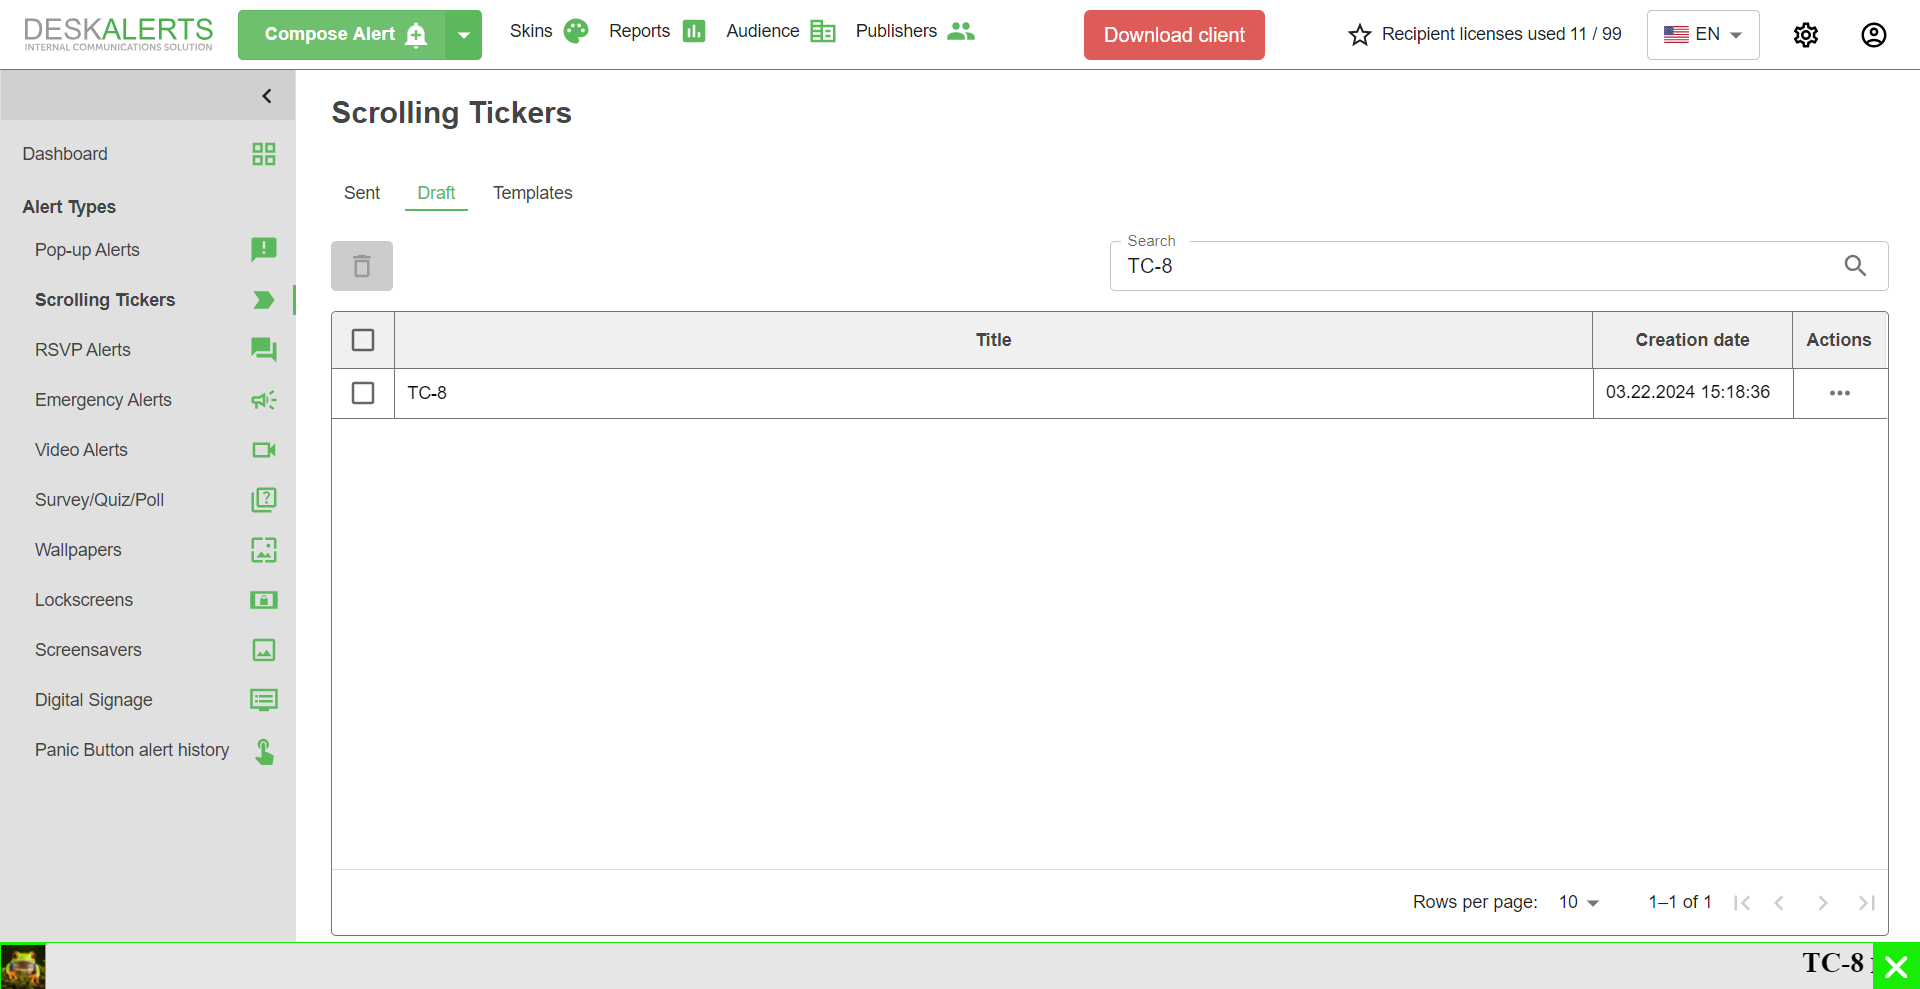 DESKALERTS
INTERNAL COMMUNICATIONS SOLUTION
Compose Alert
Skins
Reports
Audience
Publishers
Download client
Recipient licenses used 11 / 99
EN
Dashboard
Alert Types
Pop-up Alerts
Scrolling Tickers
RSVP Alerts
Emergency Alerts
Video Alerts
Survey/Quiz/Poll
Wallpapers
Lockscreens
Screensavers
Digital Signage
Panic Button alert history
Scrolling Tickers
Sent
Draft
Templates
Search
TC-8
Title
Creation date
Actions
TC-8
03.22.2024 15:18:36
Rows per page:
10
1–1 of 1
TC-8